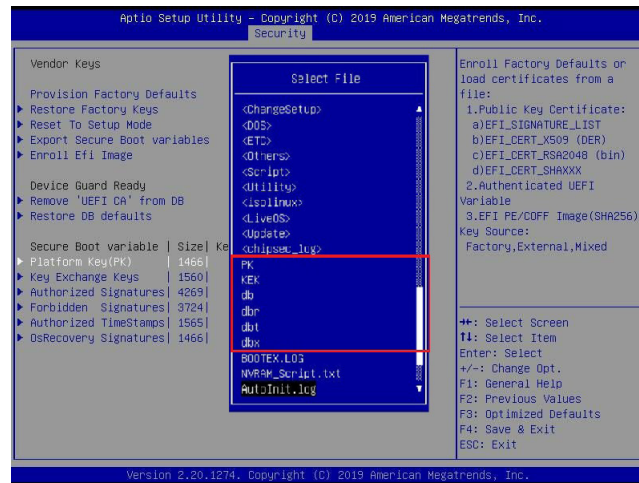 Aptio Setup Utility – Copyright (C) 2019 American Megatrends, Inc.
Security
Vendor Keys
Provision Factory Defaults
Restore Factory Keys
Reset To Setup Mode
Export Secure Boot variables
Enroll Efi Image
Device Guard Ready
Remove 'UEFI CA' from DB
Restore DB defaults
Secure Boot variable | Size| Ke
Platform Key(PK) | 1466|
Key Exchange Keys | 1560|
Authorized Signatures| 4269|
Forbidden Signatures| 3724|
Authorized TimeStamps| 1565|
OsRecovery Signatures| 1466|
Select File
<ChangeSetup>
<DOS>
<ETC>
<Others>
<Script>
<Utility>
<isolinux>
<LiveOS>
<Update>
<chipsec_log>
PK
KEK
db
dbr
dbt
dbx
BOOTEX.LOG
NVRAM_Script.txt
AutoInit.log
Enroll Factory Defaults or
load certificates from a
file:
1.Public Key Certificate:
a)EFI_SIGNATURE_LIST
b)EFI_CERT_X509 (DER)
c)EFI_CERT_RSA2048 (bin)
d)EFI_CERT_SHAXXX
2.Authenticated UEFI
Variable
3.EFI PE/COFF Image(SHA256)
Key Source:
Factory,External,Mixed
→←: Select Screen
↑↓: Select Item
Enter: Select
+/-: Change Opt.
F1: General Help
F2: Previous Values
F3: Optimized Defaults
F4: Save & Exit
ESC: Exit
Version 2.20.1274. Copyright (C) 2019 American Megatrends, Inc.